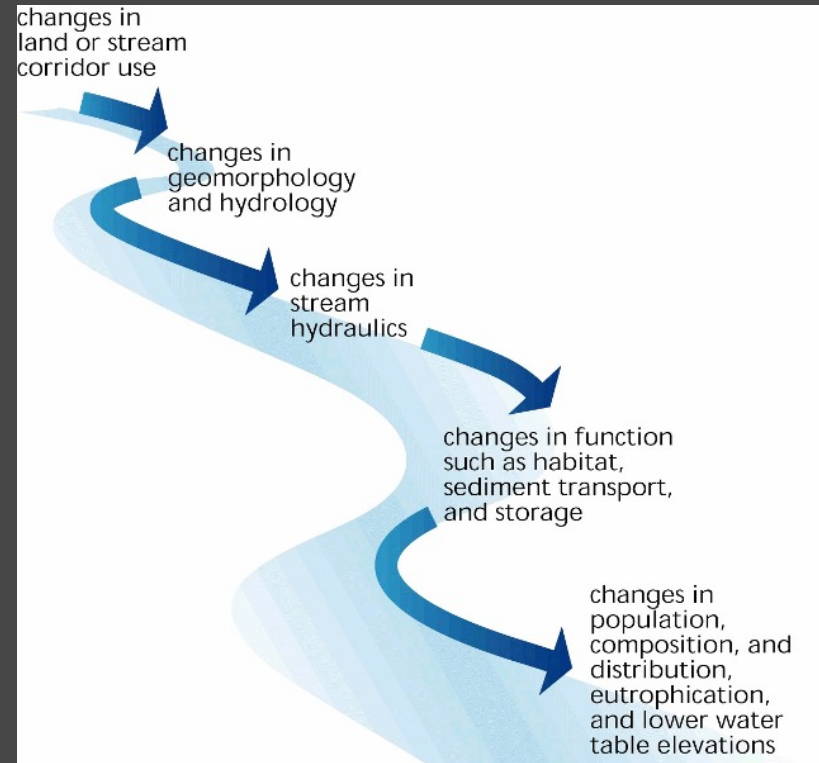 changes in
land or stream
corridor use
changes in
geomorphology
and hydrology
changes in
stream
hydraulics
changes in function
such as habitat,
sediment transport,
and storage
changes in
population,
composition, and
distribution,
eutrophication,
and lower water
table elevations